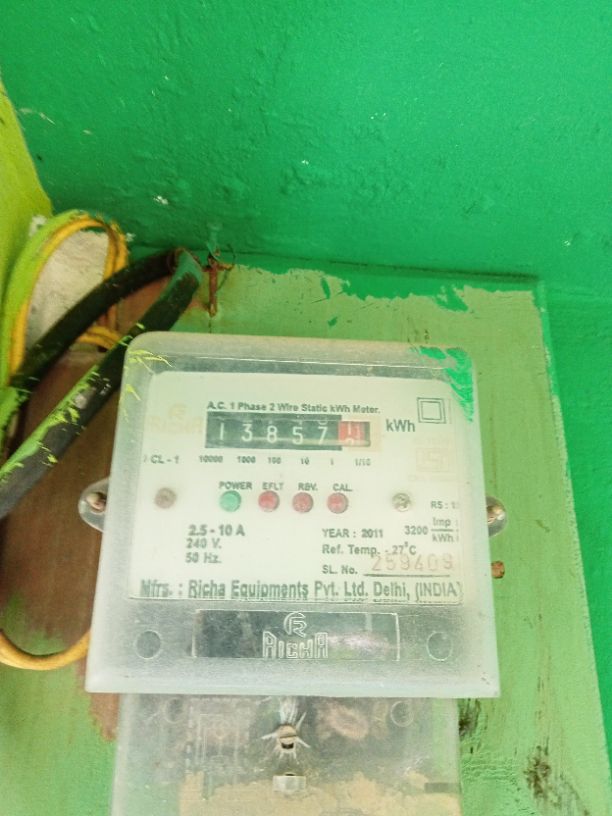 A.C. 1 Phase 2 Wire Static kWh Meter.
RICHA
13857 kWh
CL - 1 10000 1000 100 10 1 1/10
POWER EFLT REV. CAL.
2.5 - 10 A
240 V.
50 Hz.
YEAR : 2011 3200 Imp / kWh
Ref. Temp. - 27°C
SL. No. 259409
Mfrs. : Richa Equipments Pvt. Ltd. Delhi, (INDIA)
R
RICHA